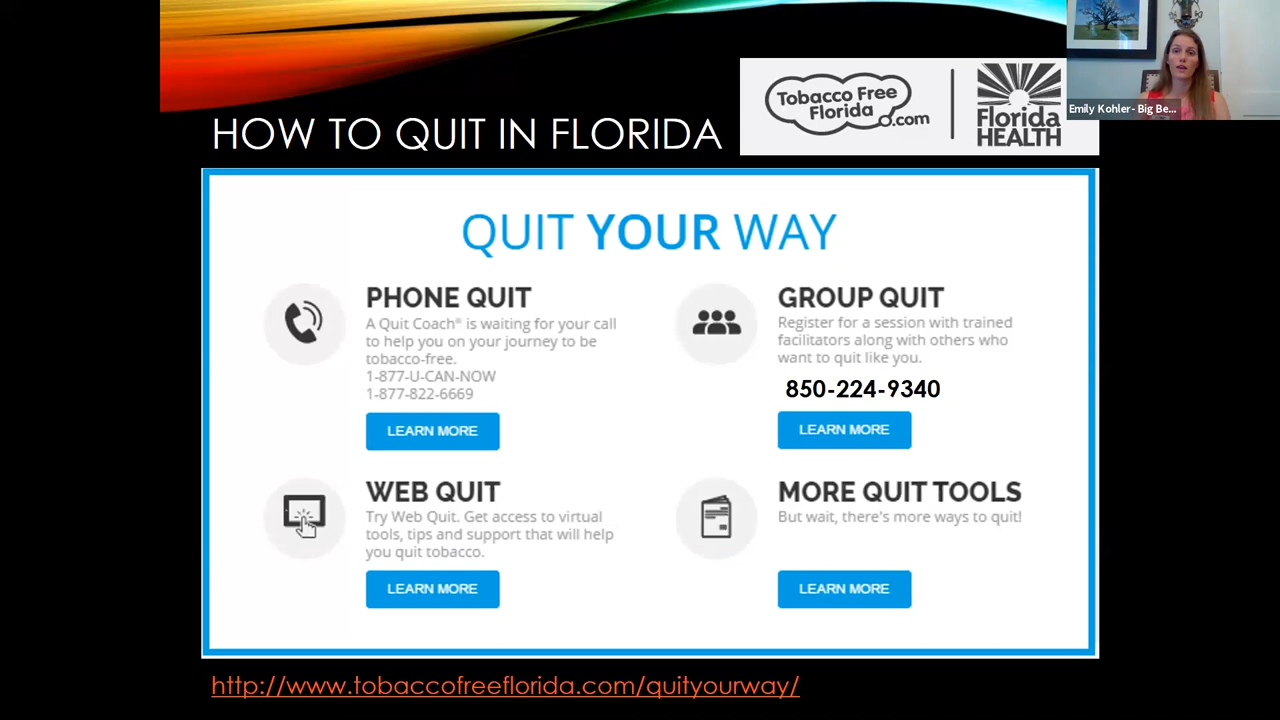 HOW TO QUIT IN FLORIDA
Tobacco Free
Florida
.com
Florida
HEALTH
Emily Kohler- Big Be...
QUIT YOUR WAY
PHONE QUIT
A Quit Coach® is waiting for your call
to help you on your journey to be
tobacco-free.
1-877-U-CAN-NOW
1-877-822-6669
LEARN MORE
GROUP QUIT
Register for a session with trained
facilitators along with others who
want to quit like you.
850-224-9340
LEARN MORE
WEB QUIT
Try Web Quit. Get access to virtual
tools, tips and support that will help
you quit tobacco.
LEARN MORE
MORE QUIT TOOLS
But wait, there's more ways to quit!
LEARN MORE
http://www.tobaccofreeflorida.com/quityourway/